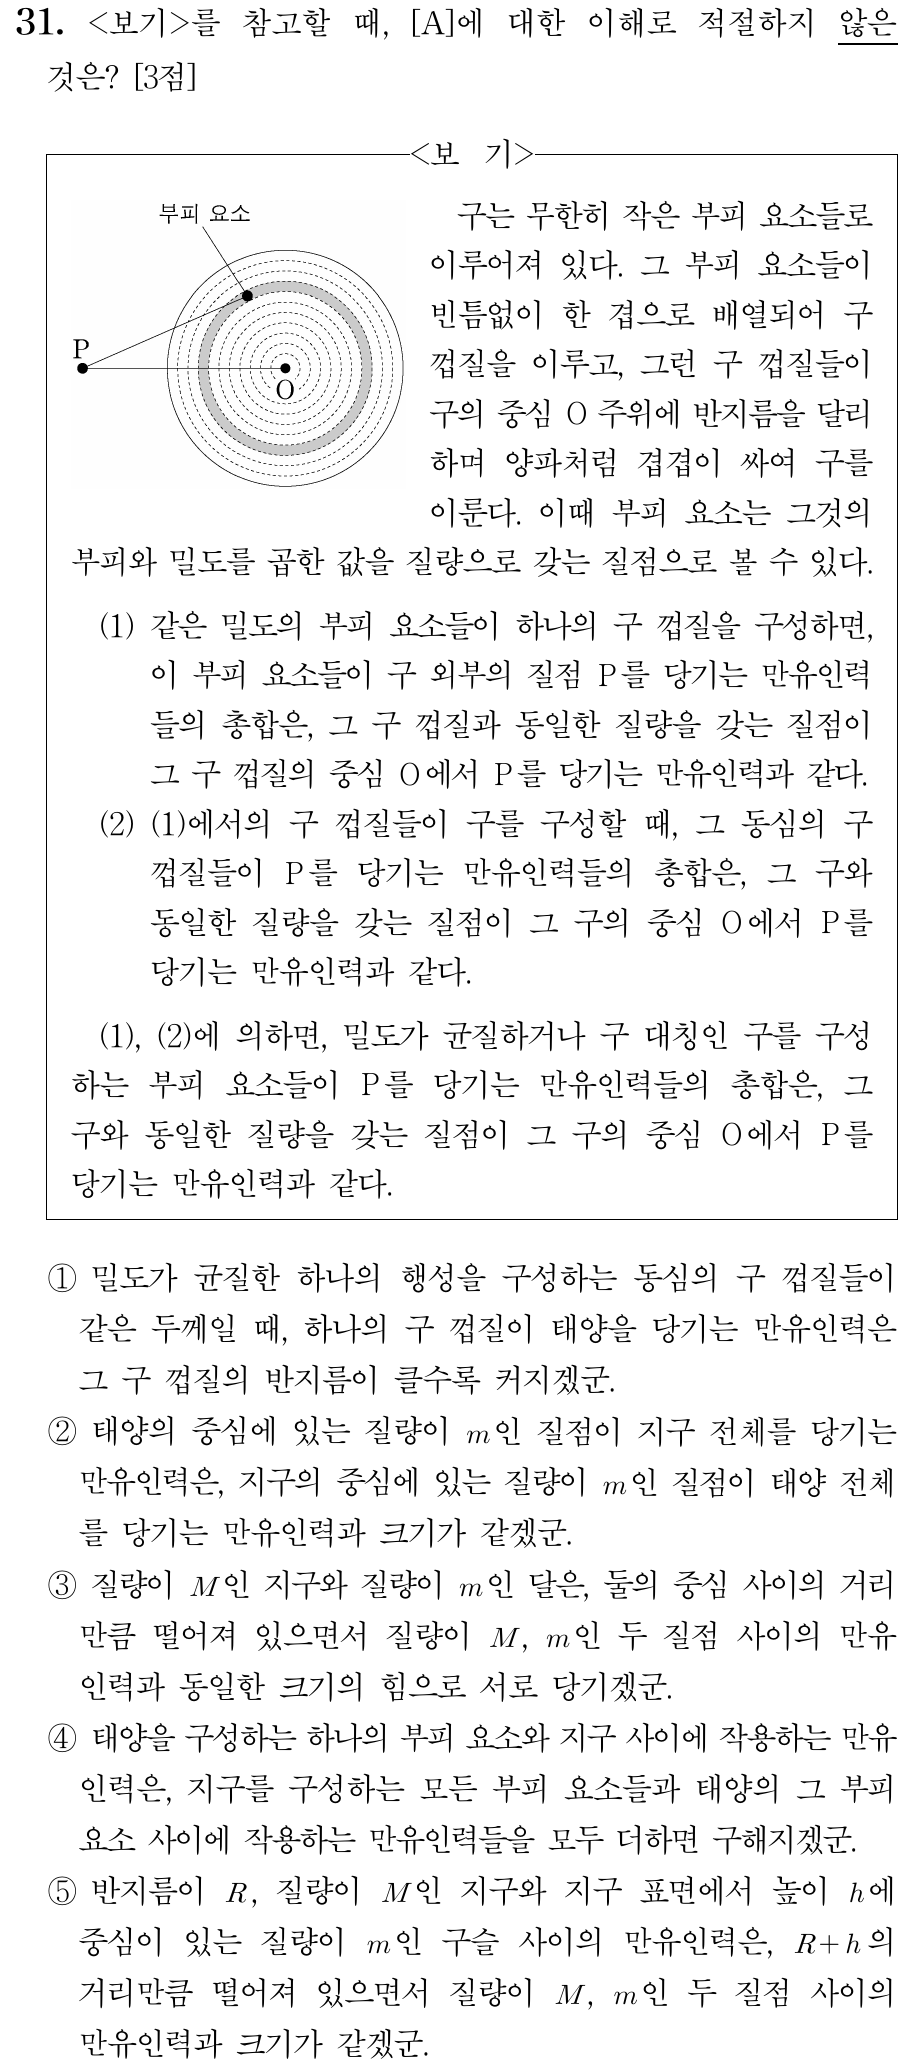 31. <보기>를 참고할 때, [A]에 대한 이해로 적절하지 않은
것은? [3점]
<보 기>
부피 요소
P
O
구는 무한히 작은 부피 요소들로
이루어져 있다. 그 부피 요소들이
빈틈없이 한 겹으로 배열되어 구
껍질을 이루고, 그런 구 껍질들이
구의 중심 O 주위에 반지름을 달리
하며 양파처럼 겹겹이 싸여 구를
이룬다. 이때 부피 요소는 그것의
부피와 밀도를 곱한 값을 질량으로 갖는 질점으로 볼 수 있다.
(1) 같은 밀도의 부피 요소들이 하나의 구 껍질을 구성하면,
이 부피 요소들이 구 외부의 질점 P를 당기는 만유인력
들의 총합은, 그 구 껍질과 동일한 질량을 갖는 질점이
그 구 껍질의 중심 O에서 P를 당기는 만유인력과 같다.
(2) (1)에서의 구 껍질들이 구를 구성할 때, 그 동심의 구
껍질들이 P를 당기는 만유인력들의 총합은, 그 구와
동일한 질량을 갖는 질점이 그 구의 중심 O에서 P를
당기는 만유인력과 같다.
(1), (2)에 의하면, 밀도가 균질하거나 구 대칭인 구를 구성
하는 부피 요소들이 P를 당기는 만유인력들의 총합은, 그
구와 동일한 질량을 갖는 질점이 그 구의 중심 O에서 P를
당기는 만유인력과 같다.
① 밀도가 균질한 하나의 행성을 구성하는 동심의 구 껍질들이
같은 두께일 때, 하나의 구 껍질이 태양을 당기는 만유인력은
그 구 껍질의 반지름이 클수록 커지겠군.
② 태양의 중심에 있는 질량이 m인 질점이 지구 전체를 당기는
만유인력은, 지구의 중심에 있는 질량이 m인 질점이 태양 전체
를 당기는 만유인력과 크기가 같겠군.
③ 질량이 M인 지구와 질량이 m인 달은, 둘의 중심 사이의 거리
만큼 떨어져 있으면서 질량이 M, m인 두 질점 사이의 만유
인력과 동일한 크기의 힘으로 서로 당기겠군.
④ 태양을 구성하는 하나의 부피 요소와 지구 사이에 작용하는 만유
인력은, 지구를 구성하는 모든 부피 요소들과 태양의 그 부피
요소 사이에 작용하는 만유인력들을 모두 더하면 구해지겠군.
⑤ 반지름이 R, 질량이 M인 지구와 지구 표면에서 높이 h에
중심이 있는 질량이 m인 구슬 사이의 만유인력은, R+h의
거리만큼 떨어져 있으면서 질량이 M, m인 두 질점 사이의
만유인력과 크기가 같겠군.